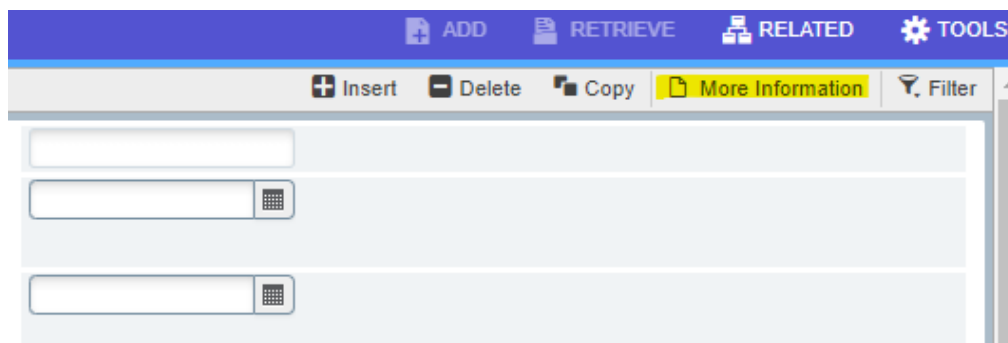 ADD RETRIEVE RELATED TOOLS
Insert Delete Copy More Information Filter